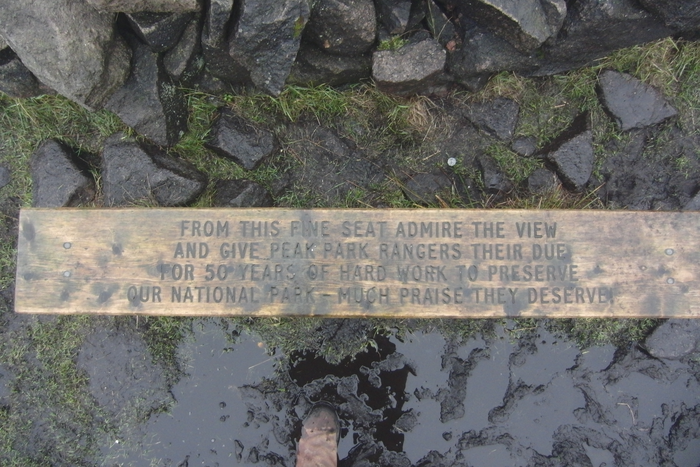 FROM THIS FINE SEAT ADMIRE THE VIEW
AND GIVE PEAK PARK RANGERS THEIR DUE
FOR 50 YEARS OF HARD WORK TO PRESERVE
OUR NATIONAL PARK - MUCH PRAISE THEY DESERVE!